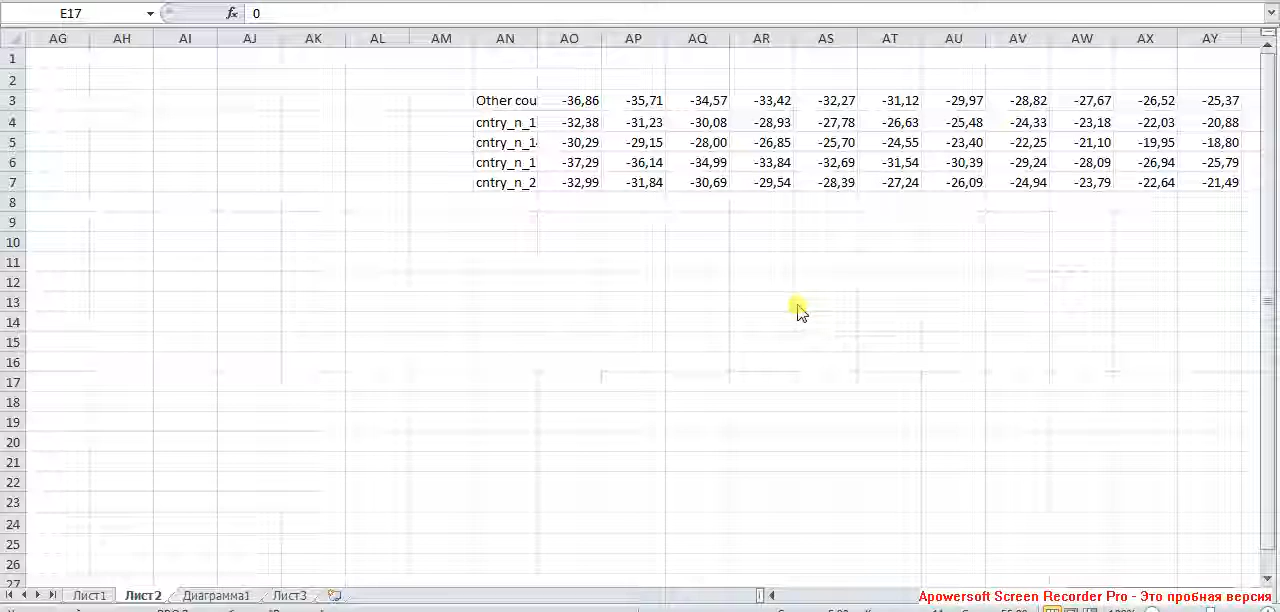 E17 fx 0
AG AH AI AJ AK AL AM AN AO AP AQ AR AS AT AU AV AW AX AY
1
2
3 Other cou -36,86 -35,71 -34,57 -33,42 -32,27 -31,12 -29,97 -28,82 -27,67 -26,52 -25,37
4 cntry_n_1 -32,38 -31,23 -30,08 -28,93 -27,78 -26,63 -25,48 -24,33 -23,18 -22,03 -20,88
5 cntry_n_1 -30,29 -29,15 -28,00 -26,85 -25,70 -24,55 -23,40 -22,25 -21,10 -19,95 -18,80
6 cntry_n_1 -37,29 -36,14 -34,99 -33,84 -32,69 -31,54 -30,39 -29,24 -28,09 -26,94 -25,79
7 cntry_n_2 -32,99 -31,84 -30,69 -29,54 -28,39 -27,24 -26,09 -24,94 -23,79 -22,64 -21,49
8
9
10
11
12
13
14
15
16
17
18
19
20
21
22
23
24
25
26
27
Лист1 Лист2 Диаграмма1 Лист3
Apowersoft Screen Recorder Pro - Это пробная версия